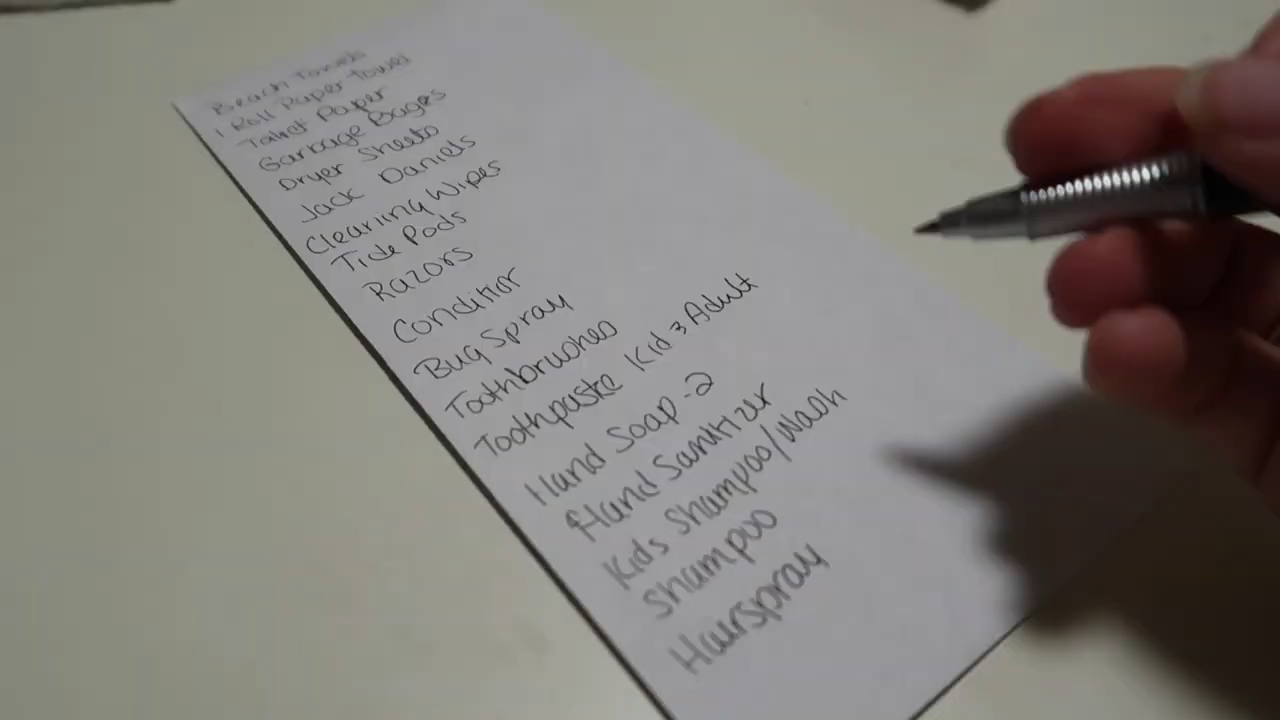 Beach Towels
1 Roll Paper Towel
Toilet Paper
Garbage Bages
Dryer Sheets
Jack Daniels
Cleaning Wipes
Tide Pods
Razors
Conditior
Bug Spray
Toothbrushes
Toothpaste Kid & Adult
Hand Soap -2
Hand Sanitizer
Kids Shampoo/Wash
Shampoo
Hairspray